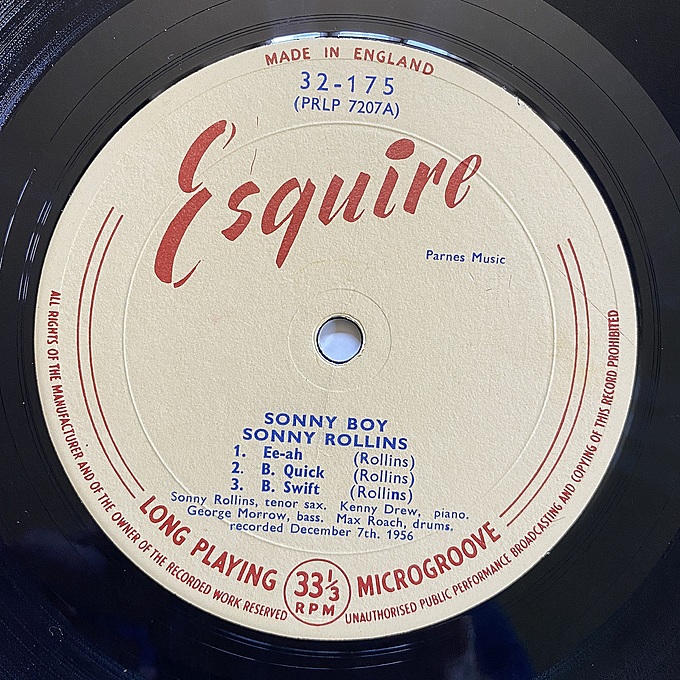 MADE IN ENGLAND
32-175
(PRLP 7207A)
Esquire
Parnes Music
SONNY BOY
SONNY ROLLINS
1. Ee-ah (Rollins)
2. B. Quick (Rollins)
3. B. Swift (Rollins)
Sonny Rollins, tenor sax. Kenny Drew, piano.
George Morrow, bass. Max Roach, drums.
recorded December 7th. 1956
LONG PLAYING 33⅓ RPM MICROGROOVE
ALL RIGHTS OF THE MANUFACTURER AND OF THE OWNER OF THE RECORDED WORK RESERVED
UNAUTHORISED PUBLIC PERFORMANCE BROADCASTING AND COPYING OF THIS RECORD PROHIBITED